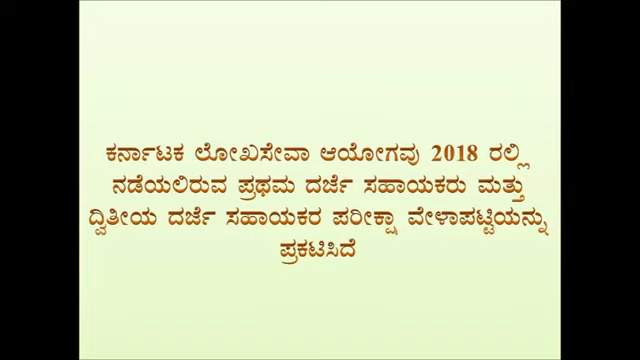 ಕರ್ನಾಟಕ ಲೋಖಸೇವಾ ಆಯೋಗವು 2018 ರಲ್ಲಿ
ನಡೆಯಲಿರುವ ಪ್ರಥಮ ದರ್ಜೆ ಸಹಾಯಕರು ಮತ್ತು
ದ್ವಿತೀಯ ದರ್ಜೆ ಸಹಾಯಕರ ಪರೀಕ್ಷಾ ವೇಳಾಪಟ್ಟಿಯನ್ನು
ಪ್ರಕಟಿಸಿದೆ